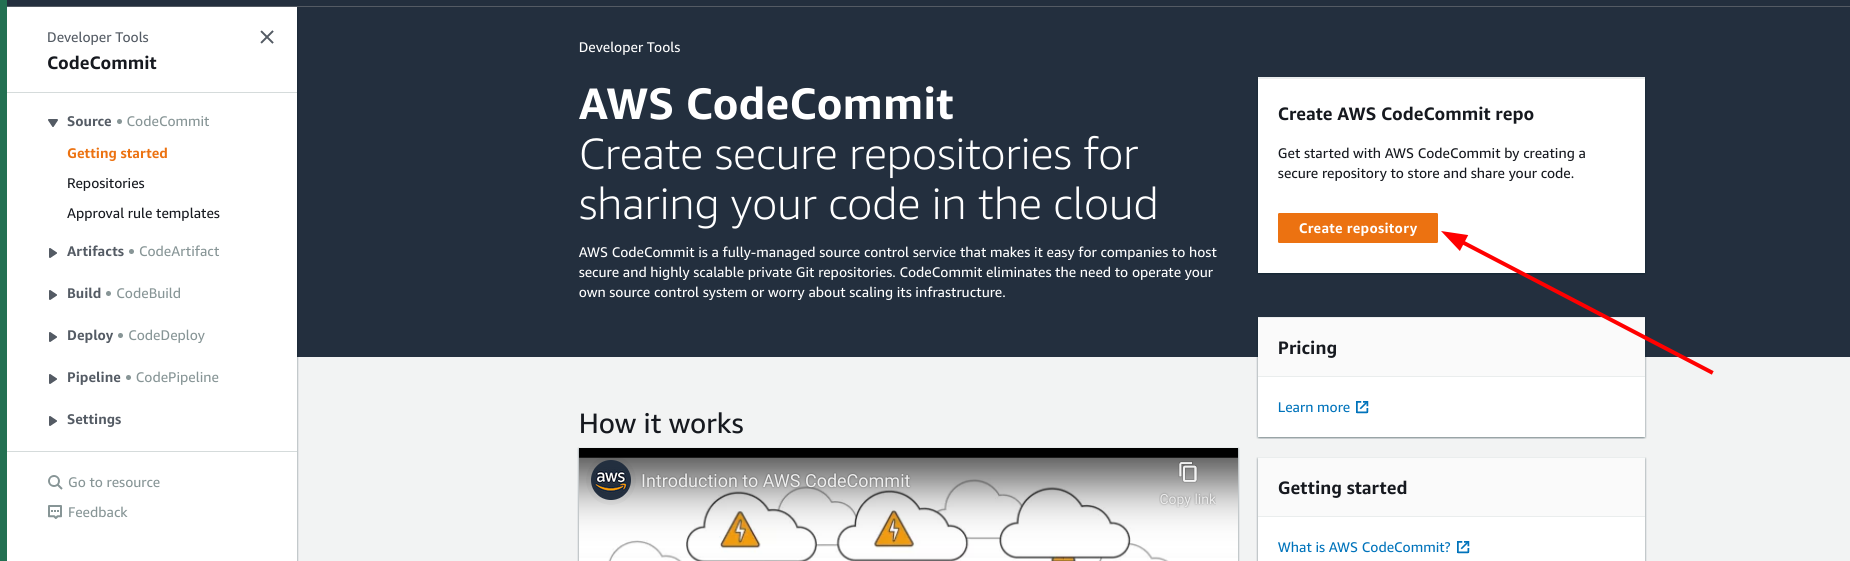 Developer Tools
CodeCommit
Source • CodeCommit
Getting started
Repositories
Approval rule templates
Artifacts • CodeArtifact
Build • CodeBuild
Deploy • CodeDeploy
Pipeline • CodePipeline
Settings
Go to resource
Feedback
Developer Tools
AWS CodeCommit
Create secure repositories for
sharing your code in the cloud
AWS CodeCommit is a fully-managed source control service that makes it easy for companies to host
secure and highly scalable private Git repositories. CodeCommit eliminates the need to operate your
own source control system or worry about scaling its infrastructure.
Create AWS CodeCommit repo
Get started with AWS CodeCommit by creating a
secure repository to store and share your code.
Create repository
Pricing
Learn more
How it works
aws
Introduction to AWS CodeCommit
Copy link
Getting started
What is AWS CodeCommit?